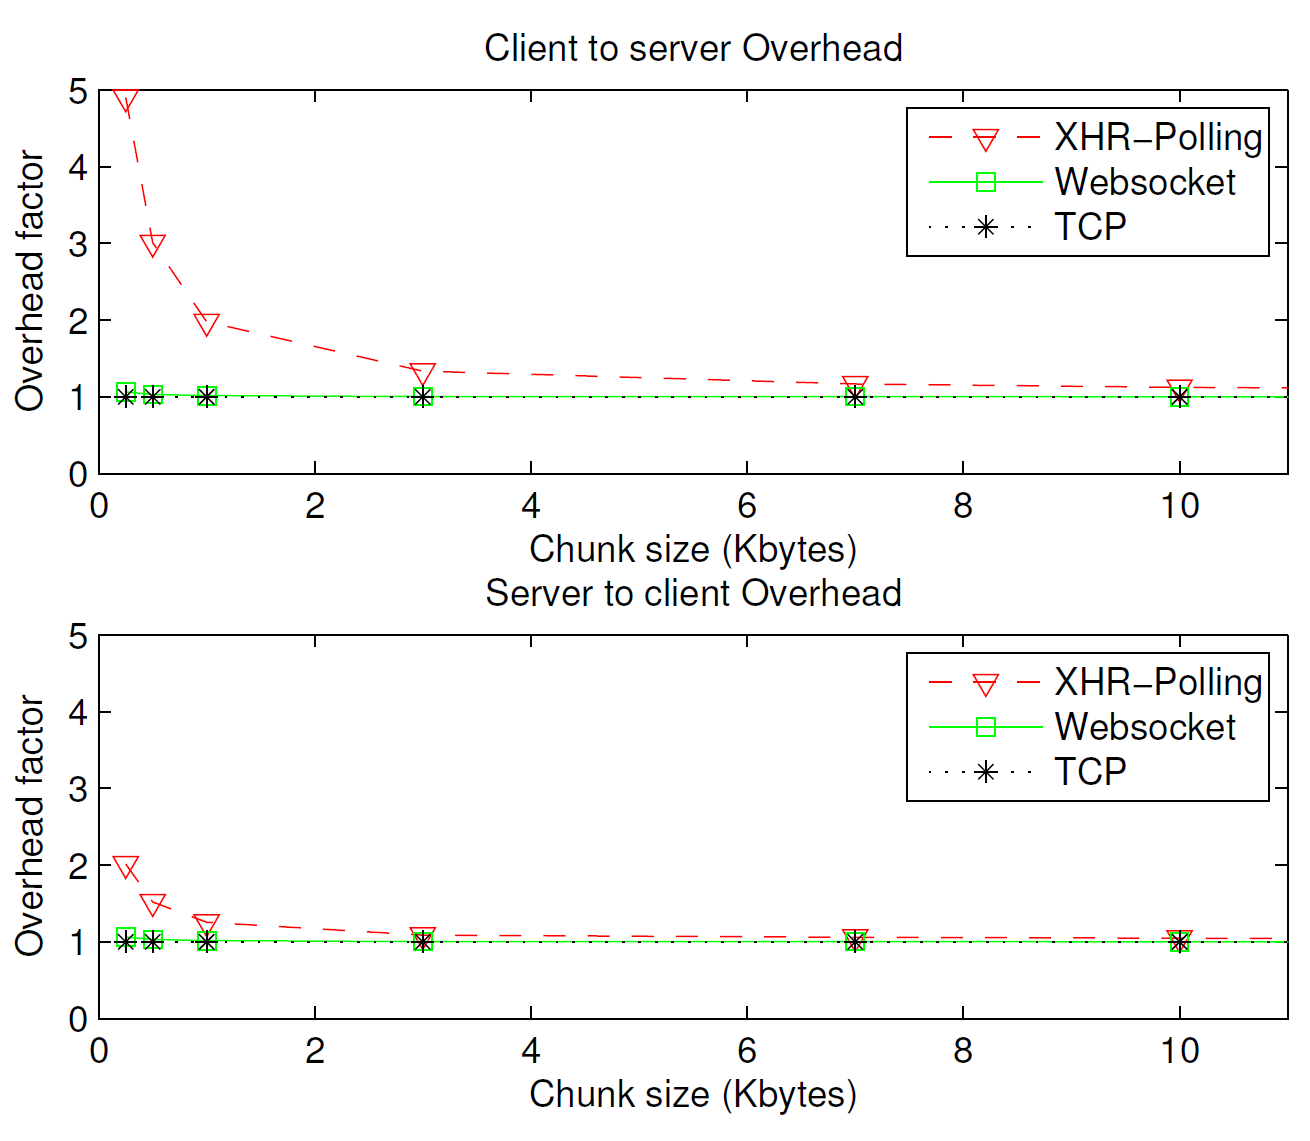 Client to server Overhead
5
4
3
2
1
0
Overhead factor
XHR−Polling
Websocket
TCP
0 2 4 6 8 10
Chunk size (Kbytes)
Server to client Overhead
5
4
3
2
1
0
Overhead factor
XHR−Polling
Websocket
TCP
0 2 4 6 8 10
Chunk size (Kbytes)